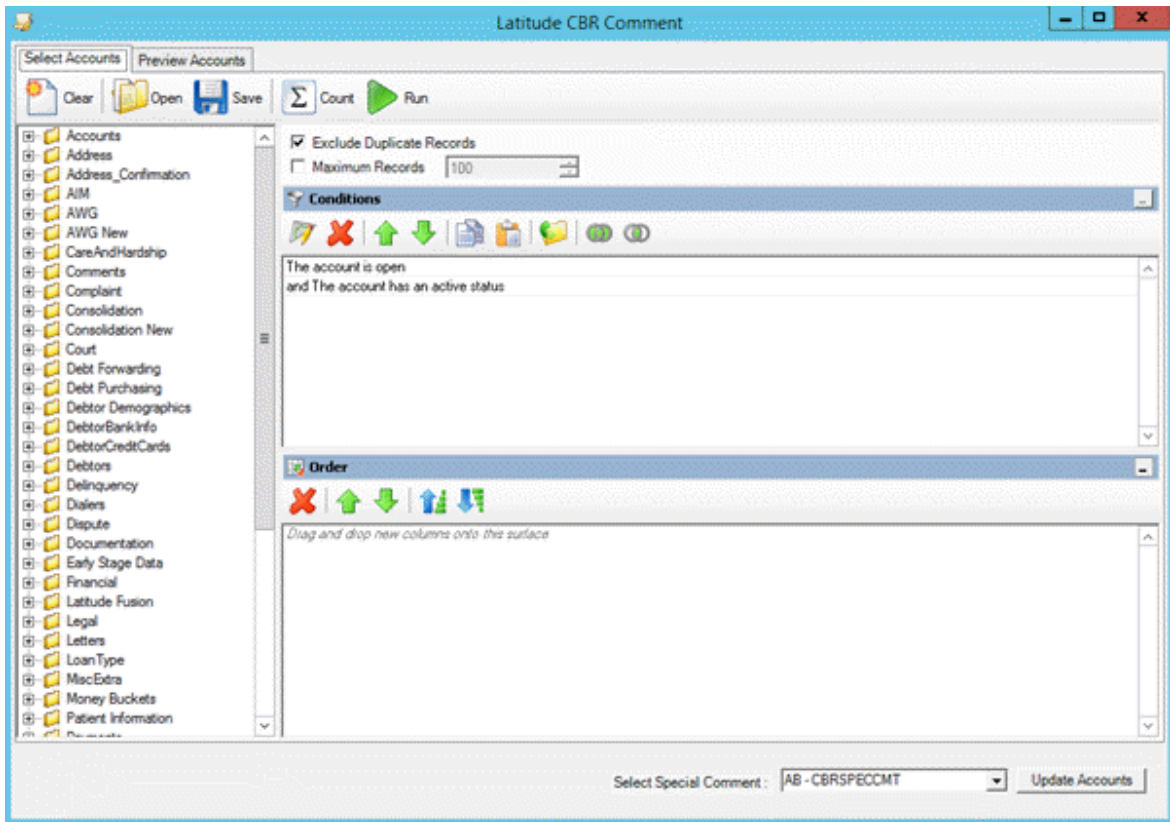 Latitude CBR Comment
Select Accounts Preview Accounts
Clear Open Save Σ Count Run
Accounts
Address
Address_Confirmation
AIM
AWG
AWG New
CareAndHardship
Comments
Complaint
Consolidation
Consolidation New
Court
Debt Forwarding
Debt Purchasing
Debtor Demographics
DebtorBankInfo
DebtorCreditCards
Debtors
Delinquency
Dialers
Dispute
Documentation
Early Stage Data
Financial
Latitude Fusion
Legal
Letters
LoanType
MiscExtra
Money Buckets
Patient Information
Exclude Duplicate Records
Maximum Records 100
Conditions
The account is open
and The account has an active status
Order
Drag and drop new columns onto this surface
Select Special Comment : AB - CBRSPECCMT Update Accounts